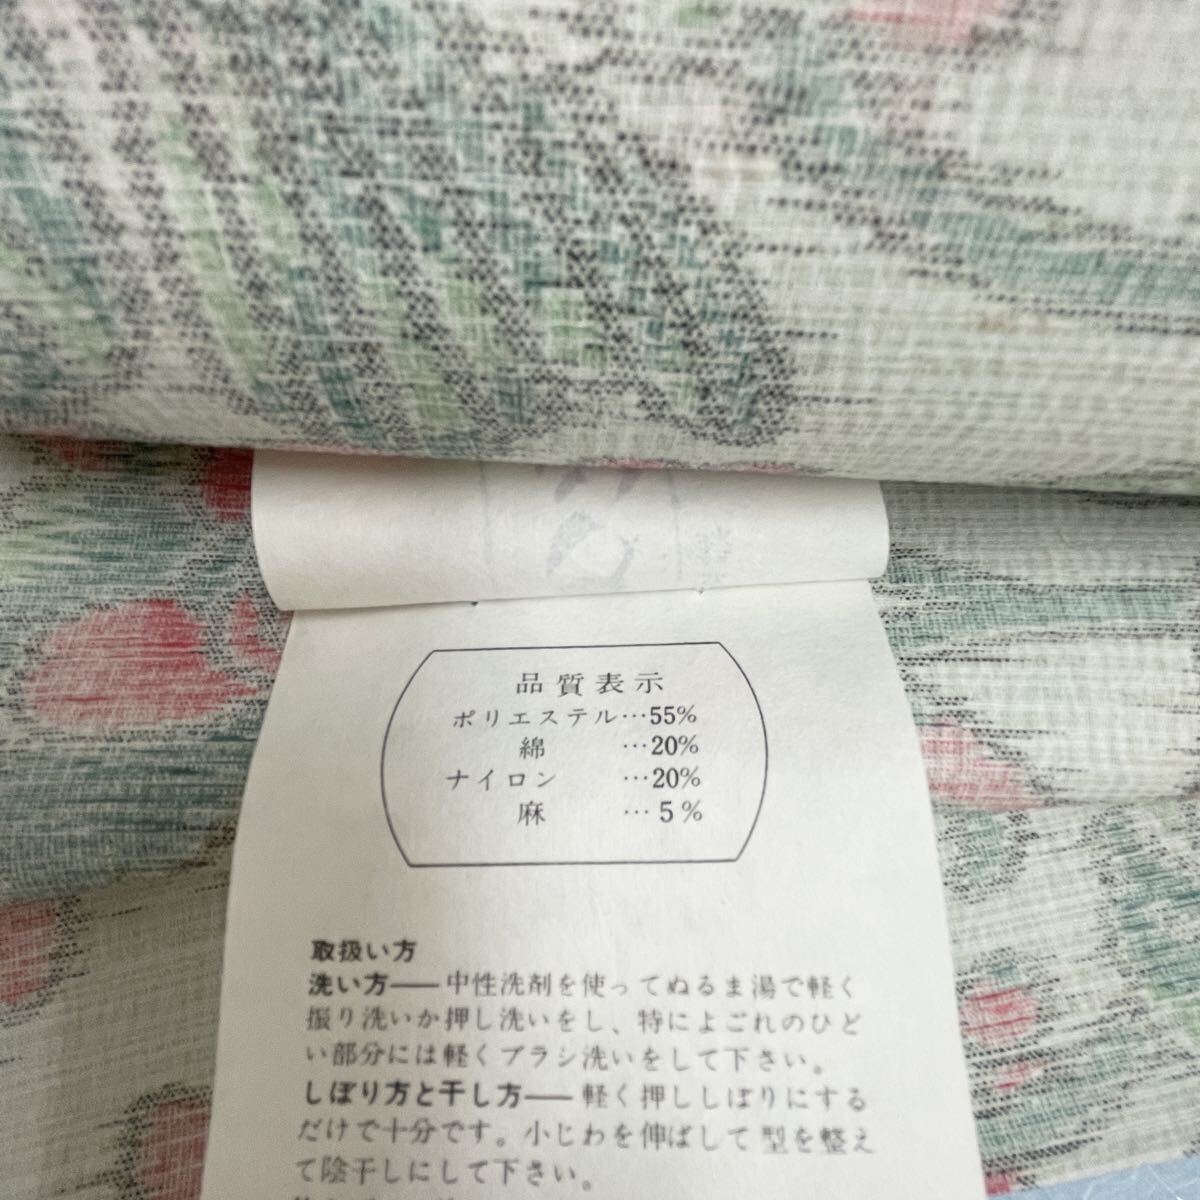 品質表示
ポリエステル…55%
綿 …20%
ナイロン …20%
麻 …5%
取扱い方
洗い方——中性洗剤を使ってぬるま湯で軽く
振り洗いか押し洗いをし、特によごれのひど
い部分には軽くブラシ洗いをして下さい。
しぼり方と干し方——軽く押ししぼりにする
だけで十分です。小じわを伸ばして型を整え
て陰干しにして下さい。